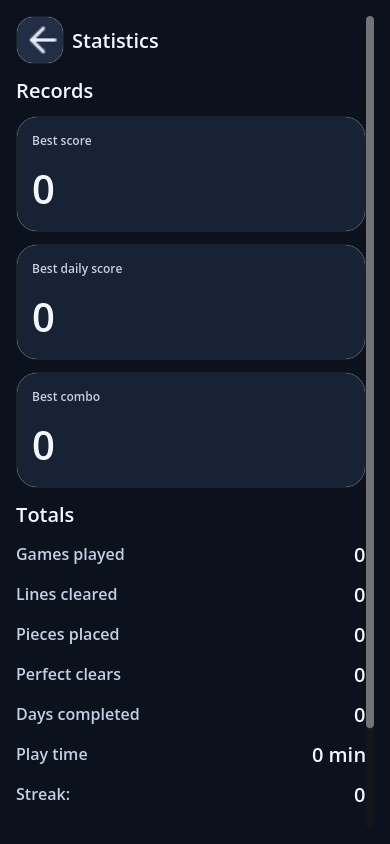 Statistics
Records
Best score
0
Best daily score
0
Best combo
0
Totals
Games played 0
Lines cleared 0
Pieces placed 0
Perfect clears 0
Days completed 0
Play time 0 min
Streak: 0